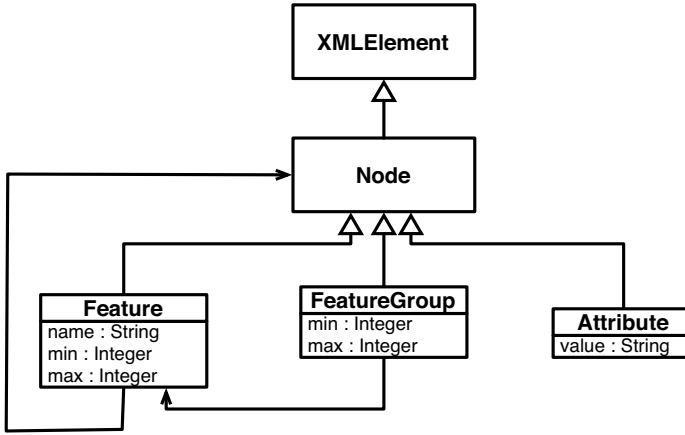 XMLElement
Node
Feature
name : String
min : Integer
max : Integer
FeatureGroup
min : Integer
max : Integer
Attribute
value : String